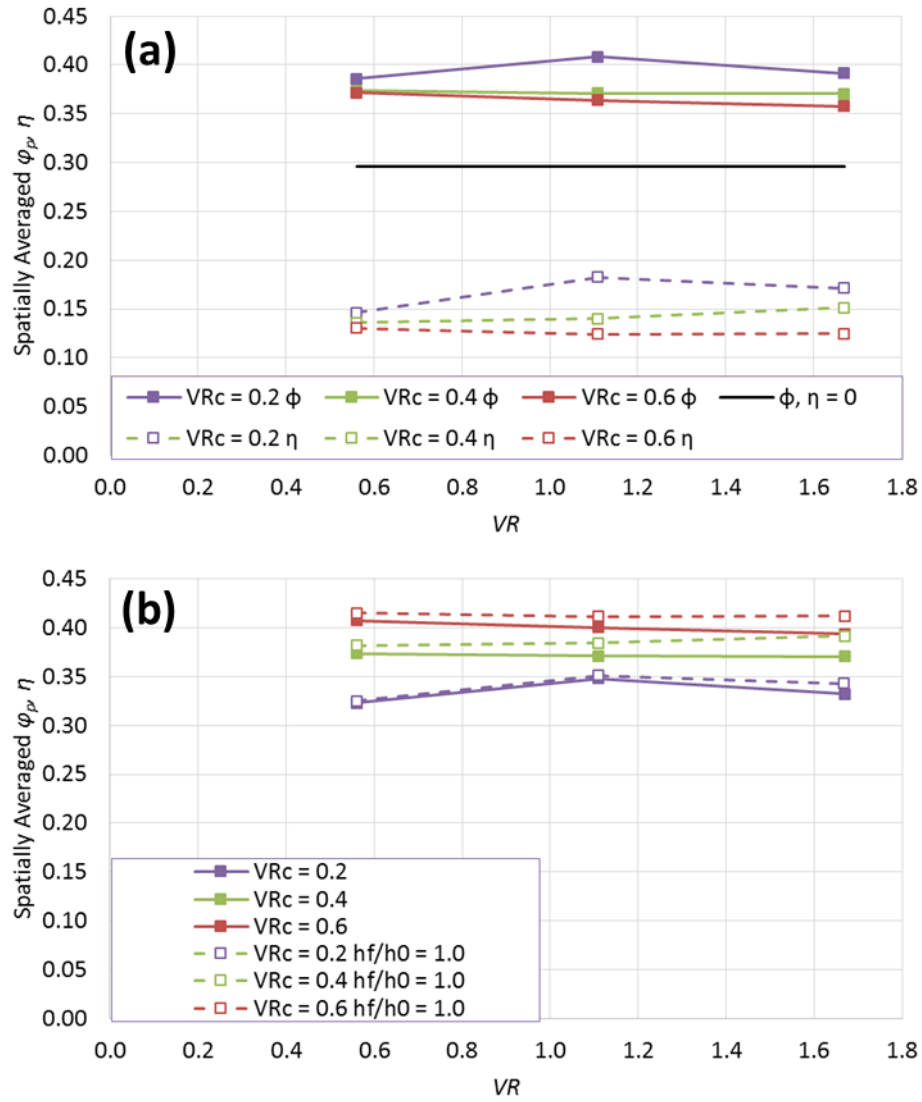 (a)
Spatially Averaged φp, η
0.45
0.40
0.35
0.30
0.25
0.20
0.15
0.10
0.05
0.00
VRc = 0.2 ϕ VRc = 0.4 ϕ VRc = 0.6 ϕ ϕ, η = 0
VRc = 0.2 η VRc = 0.4 η VRc = 0.6 η
0.0 0.2 0.4 0.6 0.8 1.0 1.2 1.4 1.6 1.8
VR
(b)
Spatially Averaged φp, η
0.45
0.40
0.35
0.30
0.25
0.20
0.15
0.10
0.05
0.00
VRc = 0.2
VRc = 0.4
VRc = 0.6
VRc = 0.2 hf/h0 = 1.0
VRc = 0.4 hf/h0 = 1.0
VRc = 0.6 hf/h0 = 1.0
0.0 0.2 0.4 0.6 0.8 1.0 1.2 1.4 1.6 1.8
VR